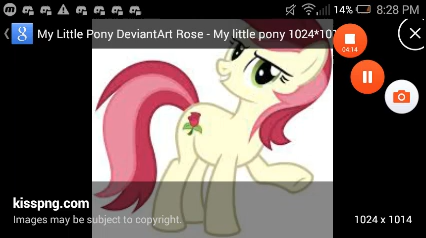 14% 8:28 PM
g My Little Pony DeviantArt Rose - My little pony 1024*101
04:14
kisspng.com
Images may be subject to copyright.
1024 x 1014